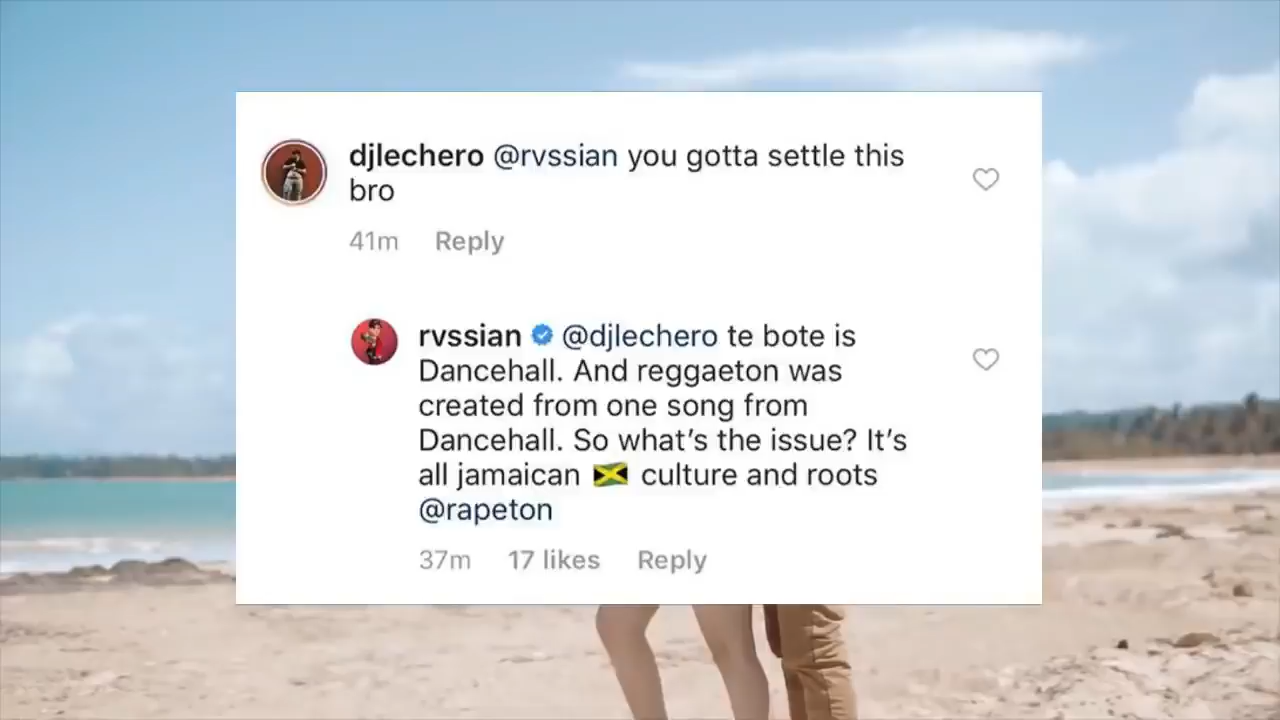 djlechero @rvssian you gotta settle this
bro
41m Reply
rvssian @djlechero te bote is
Dancehall. And reggaeton was
created from one song from
Dancehall. So what’s the issue? It’s
all jamaican 🇯🇲 culture and roots
@rapeton
37m 17 likes Reply